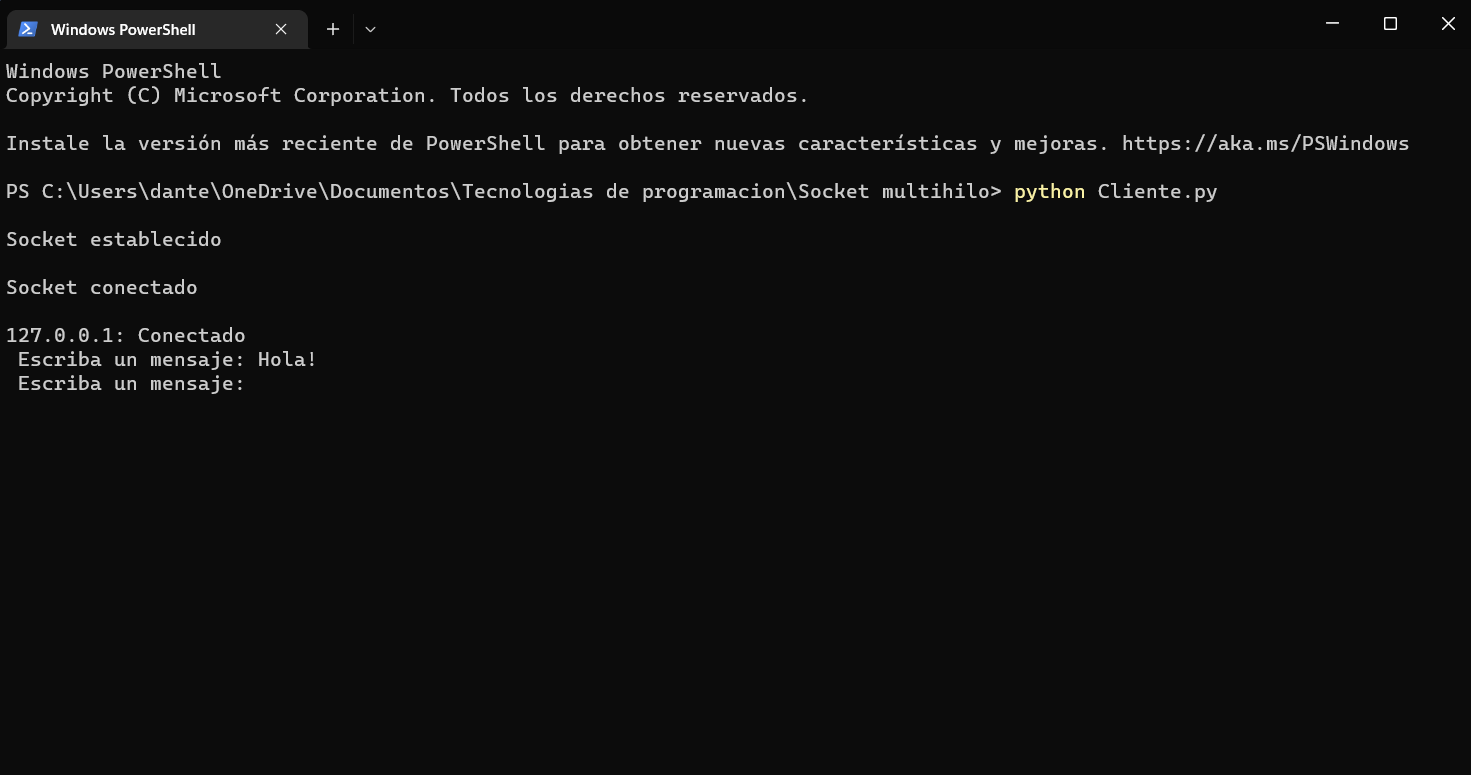 Windows PowerShell
Windows PowerShell
Copyright (C) Microsoft Corporation. Todos los derechos reservados.
Instale la versión más reciente de PowerShell para obtener nuevas características y mejoras. https://aka.ms/PSWindows
PS C:\Users\dante\OneDrive\Documentos\Tecnologias de programacion\Socket multihilo> python Cliente.py
Socket establecido
Socket conectado
127.0.0.1: Conectado
Escriba un mensaje: Hola!
Escriba un mensaje: